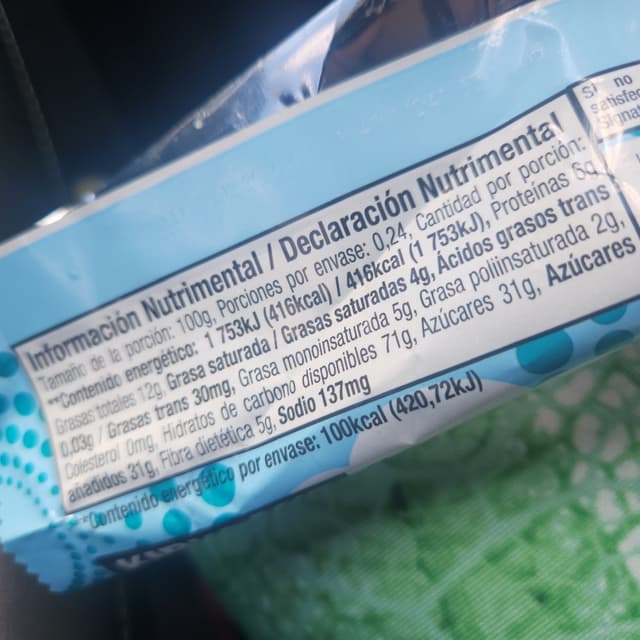 Información Nutrimental / Declaración Nutrimental
Tamaño de la porción: 100g, Porciones por envase: 0,24, Cantidad por porción:
**Contenido energético: 1 753kJ (416kcal) / 416kcal (1 753kJ), Proteínas
Grasas totales 12g, Grasa saturada / Grasas saturadas 4g, Ácidos grasos trans
0,03g / Grasas trans 30mg, Grasa monoinsaturada 5g, Grasa poliinsaturada 2g,
Colesterol 0mg, Hidratos de carbono disponibles 71g, Azúcares 31g, Azúcares
añadidos 31g, Fibra dietética 5g, Sodio 137mg
**Contenido energético por envase: 100kcal (420,72kJ)
no